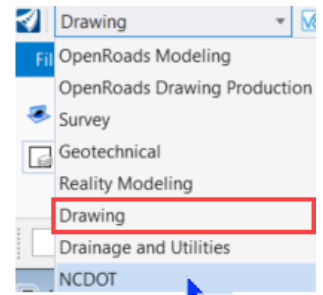 Drawing
Fil
OpenRoads Modeling
OpenRoads Drawing Production
Survey
Geotechnical
Reality Modeling
Drawing
Drainage and Utilities
NCDOT